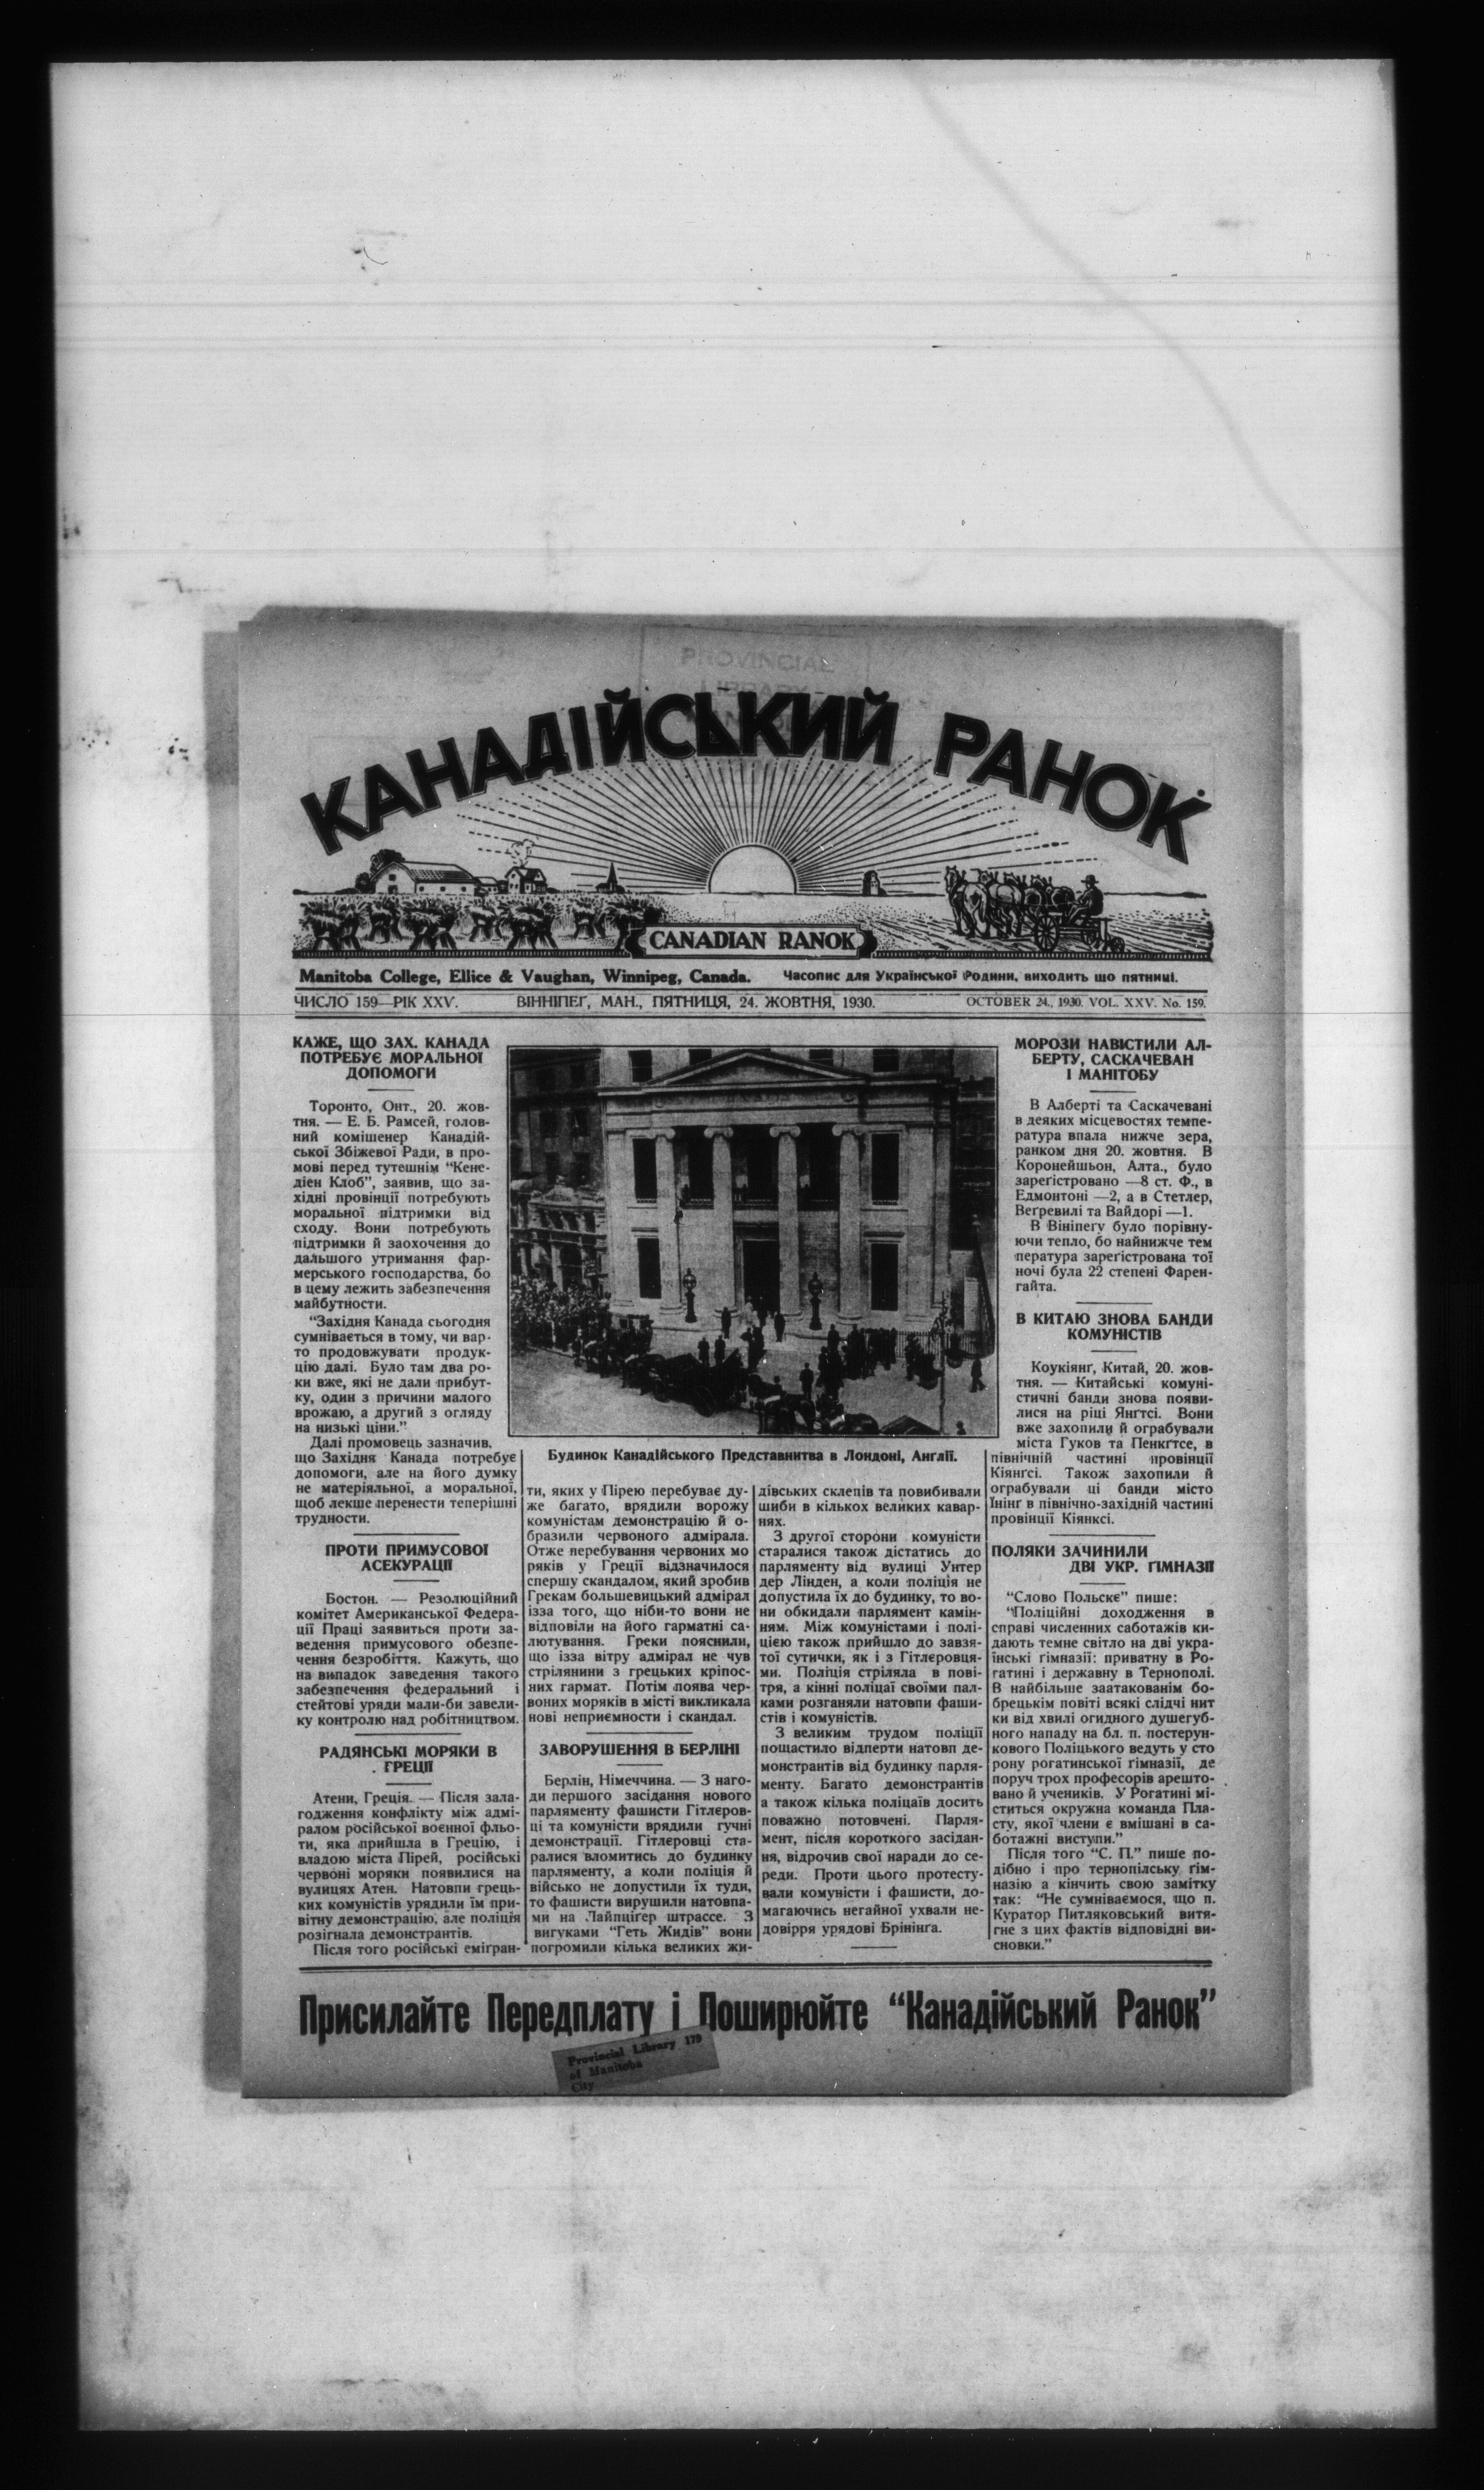 PROVINCIAL
LIBRARY
КАНАДІЙСЬКИЙ РАНОК
CANADIAN RANOK
Manitoba College, Ellice & Vaughan, Winnipeg, Canada. Часопис для Української Родини, виходить що пятниці.
ЧИСЛО 159—РІК XXV. ВІННІПЕҐ, МАН., ПЯТНИЦЯ, 24. ЖОВТНЯ, 1930. OCTOBER 24., 1930. VOL. XXV. No. 159.
КАЖЕ, ЩО ЗАХ. КАНАДА
ПОТРЕБУЄ МОРАЛЬНОЇ
ДОПОМОГИ
Торонто, Онт., 20. жов-
тня. — Е. Б. Рамсей, голов-
ний комішенер Канадій-
ської Збіжевої Ради, в про-
мові перед тутешнім “Кене-
дієн Клоб”, заявив, що за-
хідні провінції потребують
моральної підтримки від
сходу. Вони потребують
підтримки й заохочення до
дальшого утримання фар-
мерського господарства, бо
в цему лежить забезпечення
майбутности.
“Західня Канада сьогодня
сумнівається в тому, чи вар-
то продовжувати продук-
цію далі. Було там два ро-
ки вже, які не дали прибут-
ку, один з причини малого
врожаю, а другий з огляду
на низькі ціни.”
Далі промовець зазначив,
що Західня Канада потребує
допомоги, але на його думку
не матеріяльної, а моральної,
щоб лекше перенести теперішні
трудности.
ПРОТИ ПРИМУСОВОЇ
АСЕКУРАЦІЇ
Бостон. — Резолюційний
комітет Американської Федера-
ції Праці заявиться проти за-
ведення примусового обезпе-
чення безробіття. Кажуть, що
на випадок заведення такого
забезпечення федеральний і
стейтові уряди мали-би завели-
ку контролю над робітництвом.
РАДЯНСЬКІ МОРЯКИ В
ГРЕЦІЇ
Атени, Греція. — Після зала-
годження конфлікту між адмі-
ралом російської воєнної фльо-
ти, яка прийшла в Грецію, і
владою міста Пірей, російські
червоні моряки появилися на
вулицях Атен. Натовпи грець-
ких комуністів урядили їм при-
вітну демонстрацію, але поліція
розігнала демонстрантів.
Після того російські еміґран-
Будинок Канадійського Представнитва в Лондоні, Англії.
ти, яких у Пірею перебуває ду-
же багато, врядили ворожу
комуністам демонстрацію й о-
бразили червоного адмірала.
Отже перебування червоних мо
ряків у Греції відзначилося
спершу скандалом, який зробив
Грекам большевицький адмірал
ізза того, що ніби-то вони не
відповіли на його гарматні са-
лютування. Греки пояснили,
що ізза вітру адмірал не чув
стрілянини з грецьких кріпос-
них гармат. Потім поява чер-
воних моряків в місті викликала
нові неприємности і скандал.
ЗАВОРУШЕННЯ В БЕРЛІНІ
Берлін, Німеччина. — З наго-
ди першого засідання нового
парляменту фашисти Гітлєров-
ці та комуністи врядили гучні
демонстрації. Гітлєровці ста-
ралися вломитись до будинку
парляменту, а коли поліція й
військо не допустили їх туди,
то фашисти вирушили натовпа-
ми на Лайпціґер штрассе. З
вигуками “Геть Жидів” вони
погромили кілька великих жи-
дівських склепів та повибивали
шиби в кількох великих кавар-
нях.
З другої сторони комуністи
старалися також дістатись до
парляменту від вулиці Унтер
дер Лінден, а коли поліція не
допустила їх до будинку, то во-
ни обкидали парлямент камін-
ням. Між комуністами і полі-
цією також прийшло до завзя-
тої сутички, як і з Гітлєровця-
ми. Поліція стріляла в пові-
тря, а кінні поліцаї своїми пал-
ками розганяли натовпи фаши-
стів і комуністів.
З великим трудом поліції
пощастило відперти натовп де-
монстрантів від будинку парля-
менту. Багато демонстрантів
а також кілька поліцаїв досить
поважно потовчені. Парля-
мент, після короткого засідан-
ня, відрочив свої наради до се-
реди. Проти цього протесту-
вали комуністи і фашисти, до-
магаючись негайної ухвали не-
довірря урядові Брінінґа.
МОРОЗИ НАВІСТИЛИ АЛ-
БЕРТУ, САСКАЧЕВАН
І МАНІТОБУ
В Алберті та Саскачевані
в деяких місцевостях темпе-
ратура впала нижче зера,
ранком дня 20. жовтня. В
Коронейшьон, Алта., було
зареґістровано —8 ст. Ф., в
Едмонтоні —2, а в Стетлер,
Веґревилі та Вайдорі —1.
В Вініпеґу було порівну-
ючи тепло, бо найнижче тем
пература зареґістрована тої
ночі була 22 степені Фарен-
гайта.
В КИТАЮ ЗНОВА БАНДИ
КОМУНІСТІВ
Коукіянґ, Китай, 20. жов-
тня. — Китайські комуні-
стичні банди знова появи-
лися на ріці Янґтсі. Вони
вже захопили й ограбували
міста Гуков та Пенкґтсе, в
північній частині провінції
Кіянґсі. Також захопили й
ограбували ці банди місто
Інінґ в північно-західній частині
провінції Кіянксі.
ПОЛЯКИ ЗАЧИНИЛИ
ДВІ УКР. ҐІМНАЗІЇ
“Слово Польскє” пише:
“Поліційні доходження в
справі численних саботажів ки-
дають темне світло на дві укра-
їнські ґімназії: приватну в Ро-
гатині і державну в Тернополі.
В найбільше заатакованім бо-
брецькім повіті всякі слідчі нит
ки від хвилі огидного душегуб-
ного нападу на бл. п. постерун-
кового Поліцького ведуть у сто
рону рогатинської ґімназії, де
поруч трох професорів арешто-
вано й учеників. У Рогатині мі-
ститься окружна команда Пла-
сту, якої члени є вмішані в са-
ботажні виступи.”
Після того “С. П.” пише по-
дібно і про тернопільську ґім-
назію а кінчить свою замітку
так: “Не сумніваємося, що п.
Куратор Питляковський витя-
гне з цих фактів відповідні ви-
сновки.”
Присилайте Передплату і Поширюйте “Канадійський Ранок”
Provincial Library 179
of Manitoba
City